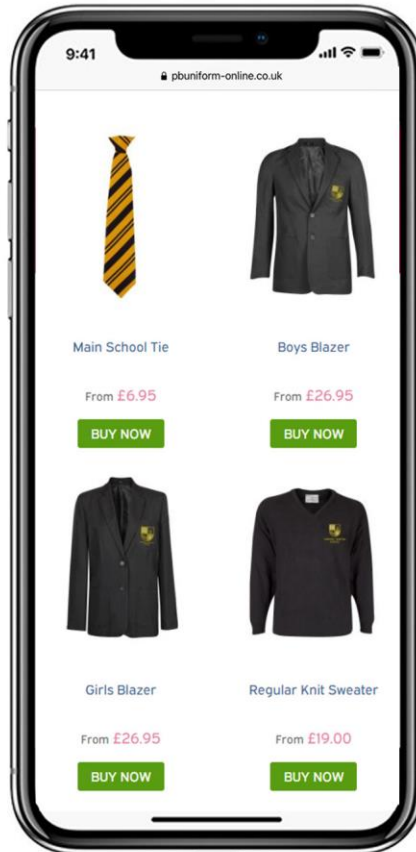 9:41
pbuniform-online.co.uk
Main School Tie
Boys Blazer
From £6.95
From £26.95
BUY NOW
BUY NOW
Girls Blazer
Regular Knit Sweater
From £26.95
From £19.00
BUY NOW
BUY NOW